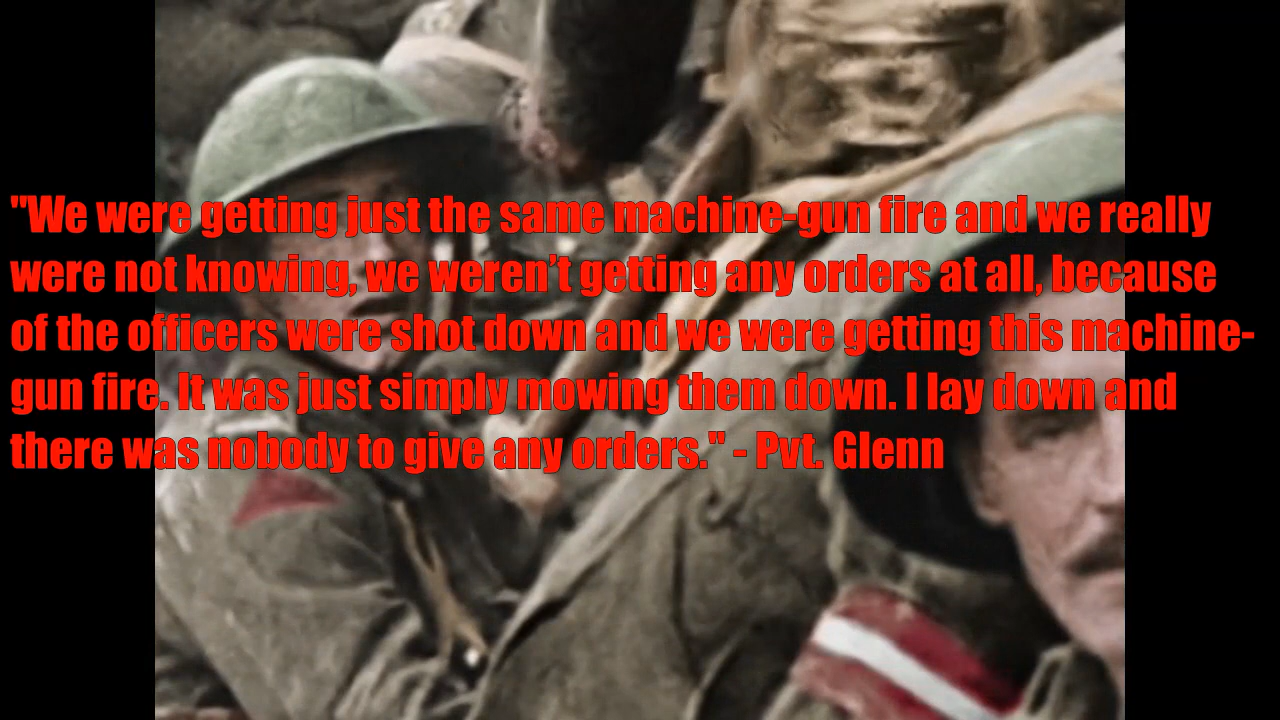 "We were getting just the same machine-gun fire and we really
were not knowing, we weren’t getting any orders at all, because
of the officers were shot down and we were getting this machine-
gun fire. It was just simply mowing them down. I lay down and
there was nobody to give any orders." - Pvt. Glenn